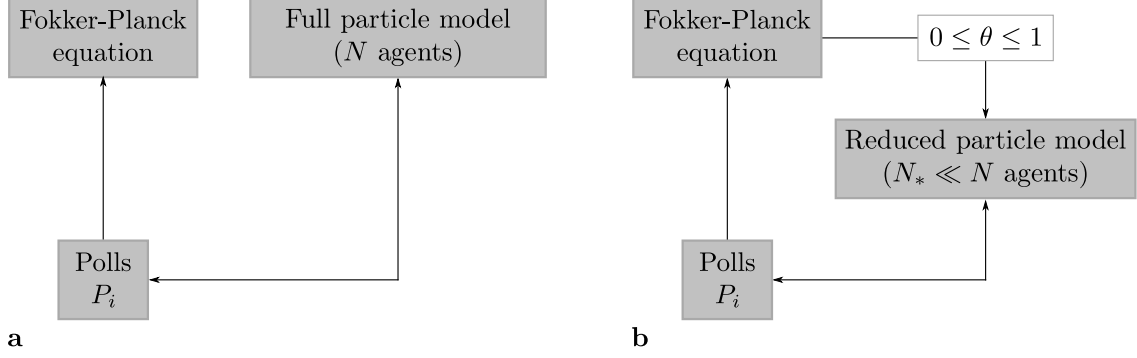 Fokker-Planck
equation
Full particle model
(N agents)
Polls
P_i
a
Fokker-Planck
equation
0 ≤ θ ≤ 1
Reduced particle model
(N_* ≪ N agents)
Polls
P_i
b